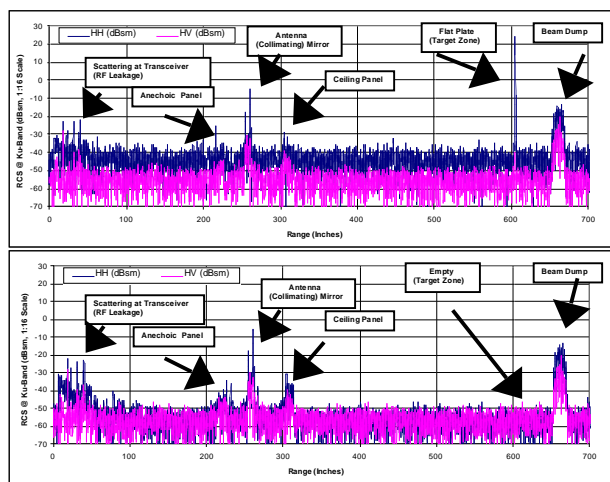 HH (dBsm) HV (dBsm)
Scattering at Transceiver
(RF Leakage)
Anechoic Panel
Antenna
(Collimating) Mirror
Ceiling Panel
Flat Plate
(Target Zone)
Beam Dump
RCS @ Ku-Band (dBsm, 1:16 Scale)
30
20
10
0
-10
-20
-30
-40
-50
-60
-70
0 100 200 300 400 500 600 700
Range (Inches)
HH (dBsm) HV (dBsm)
Scattering at Transceiver
(RF Leakage)
Anechoic Panel
Antenna
(Collimating) Mirror
Ceiling Panel
Empty
(Target Zone)
Beam Dump
RCS @ Ku-Band (dBsm, 1:16 Scale)
30
20
10
0
-10
-20
-30
-40
-50
-60
-70
0 100 200 300 400 500 600 700
Range (Inches)